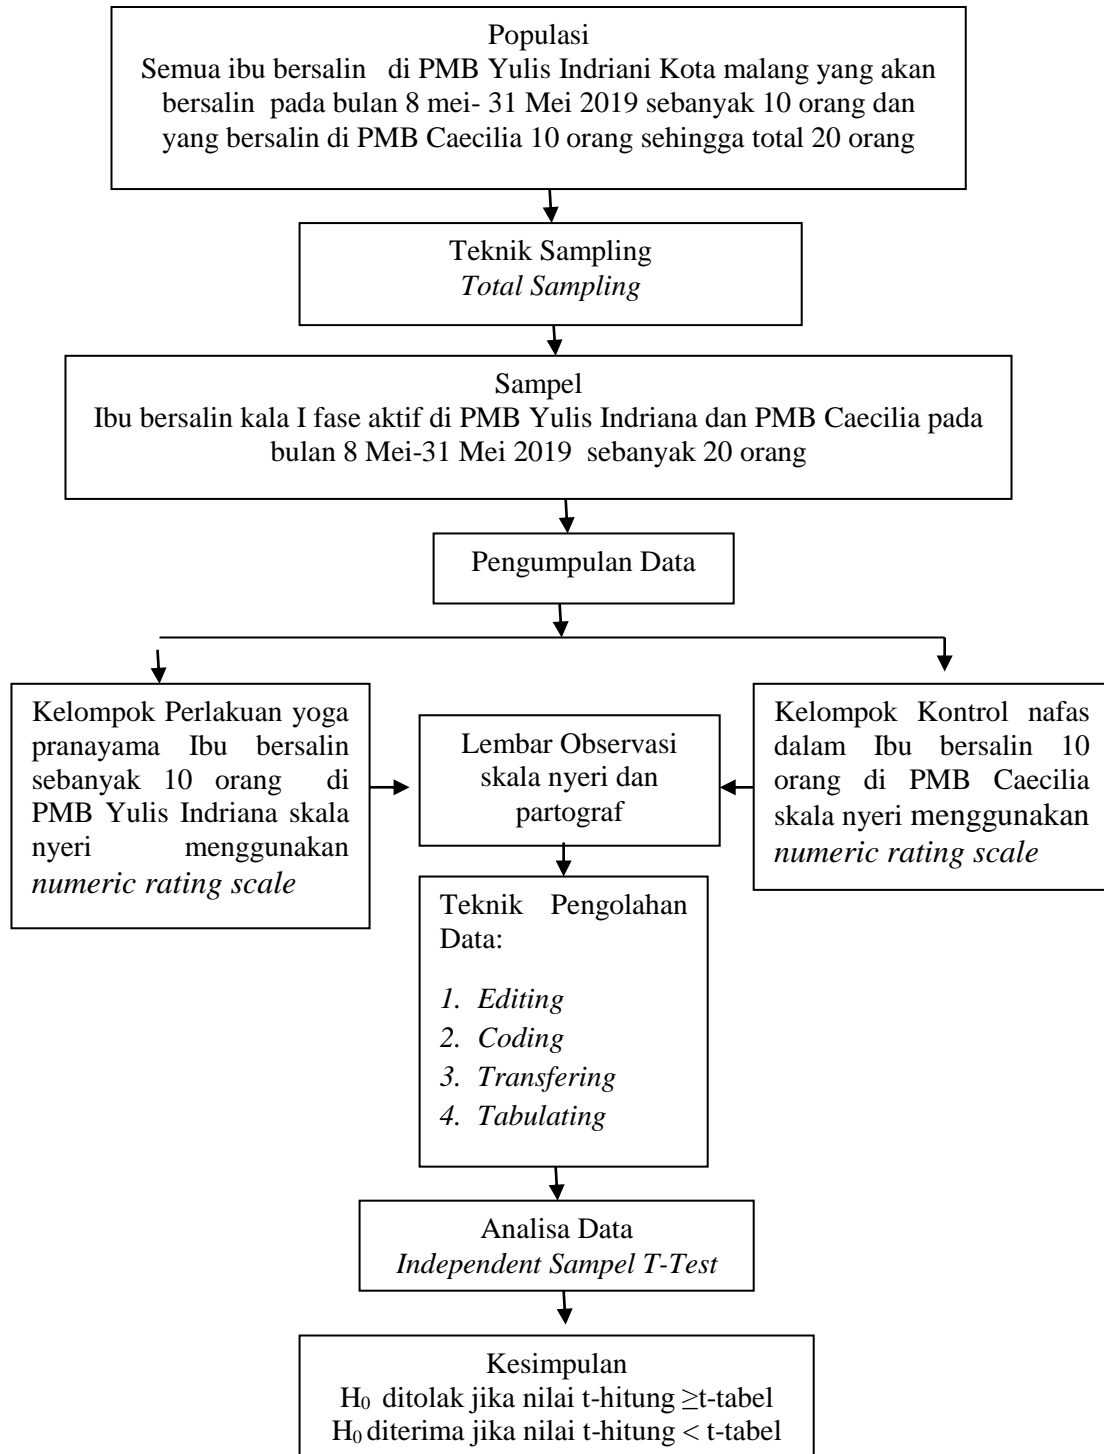 Populasi
Semua ibu bersalin di PMB Yulis Indriani Kota malang yang akan
bersalin pada bulan 8 mei- 31 Mei 2019 sebanyak 10 orang dan
yang bersalin di PMB Caecilia 10 orang sehingga total 20 orang
Teknik Sampling
Total Sampling
Sampel
Ibu bersalin kala I fase aktif di PMB Yulis Indriana dan PMB Caecilia pada
bulan 8 Mei-31 Mei 2019 sebanyak 20 orang
Pengumpulan Data
Kelompok Perlakuan yoga
pranayama Ibu bersalin
sebanyak 10 orang di
PMB Yulis Indriana skala
nyeri menggunakan
numeric rating scale
Lembar Observasi
skala nyeri dan
partograf
Kelompok Kontrol nafas
dalam Ibu bersalin 10
orang di PMB Caecilia
skala nyeri menggunakan
numeric rating scale
Teknik Pengolahan
Data:
1. Editing
2. Coding
3. Transfering
4. Tabulating
Analisa Data
Independent Sampel T-Test
Kesimpulan
H₀ ditolak jika nilai t-hitung ≥t-tabel
H₀ diterima jika nilai t-hitung < t-tabel